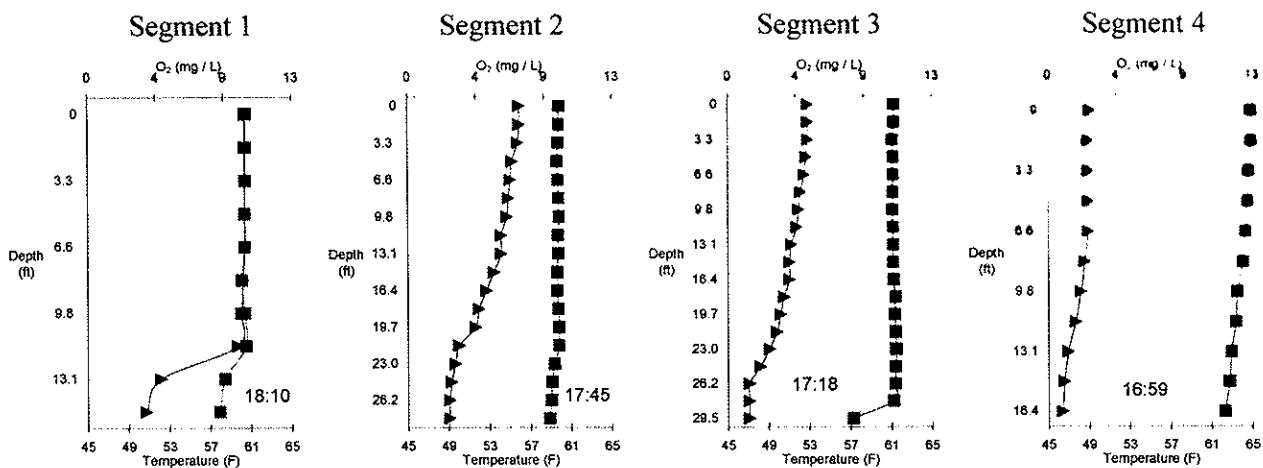 Segment 1
O₂ (mg / L)
0 4 9 13
0
3.3
6.6
Depth
(ft)
9.8
13.1
18:10
45 49 53 57 61 65
Temperature (F)
Segment 2
O₂ (mg / L)
0 4 9 13
0
3.3
6.6
9.8
Depth
(ft)
13.1
16.4
19.7
23.0
26.2
17:45
45 49 53 57 61 65
Temperature (F)
Segment 3
O₂ (mg / L)
0 4 9 13
0
3.3
6.6
9.8
Depth
(ft)
13.1
16.4
19.7
23.0
26.2
29.5
17:18
45 49 53 57 61 65
Temperature (F)
Segment 4
(mg / L)
0 4 9 13
0
3.3
6.6
Depth
(ft)
9.8
13.1
16.4
16:59
45 49 53 57 61 65
Temperature (F)